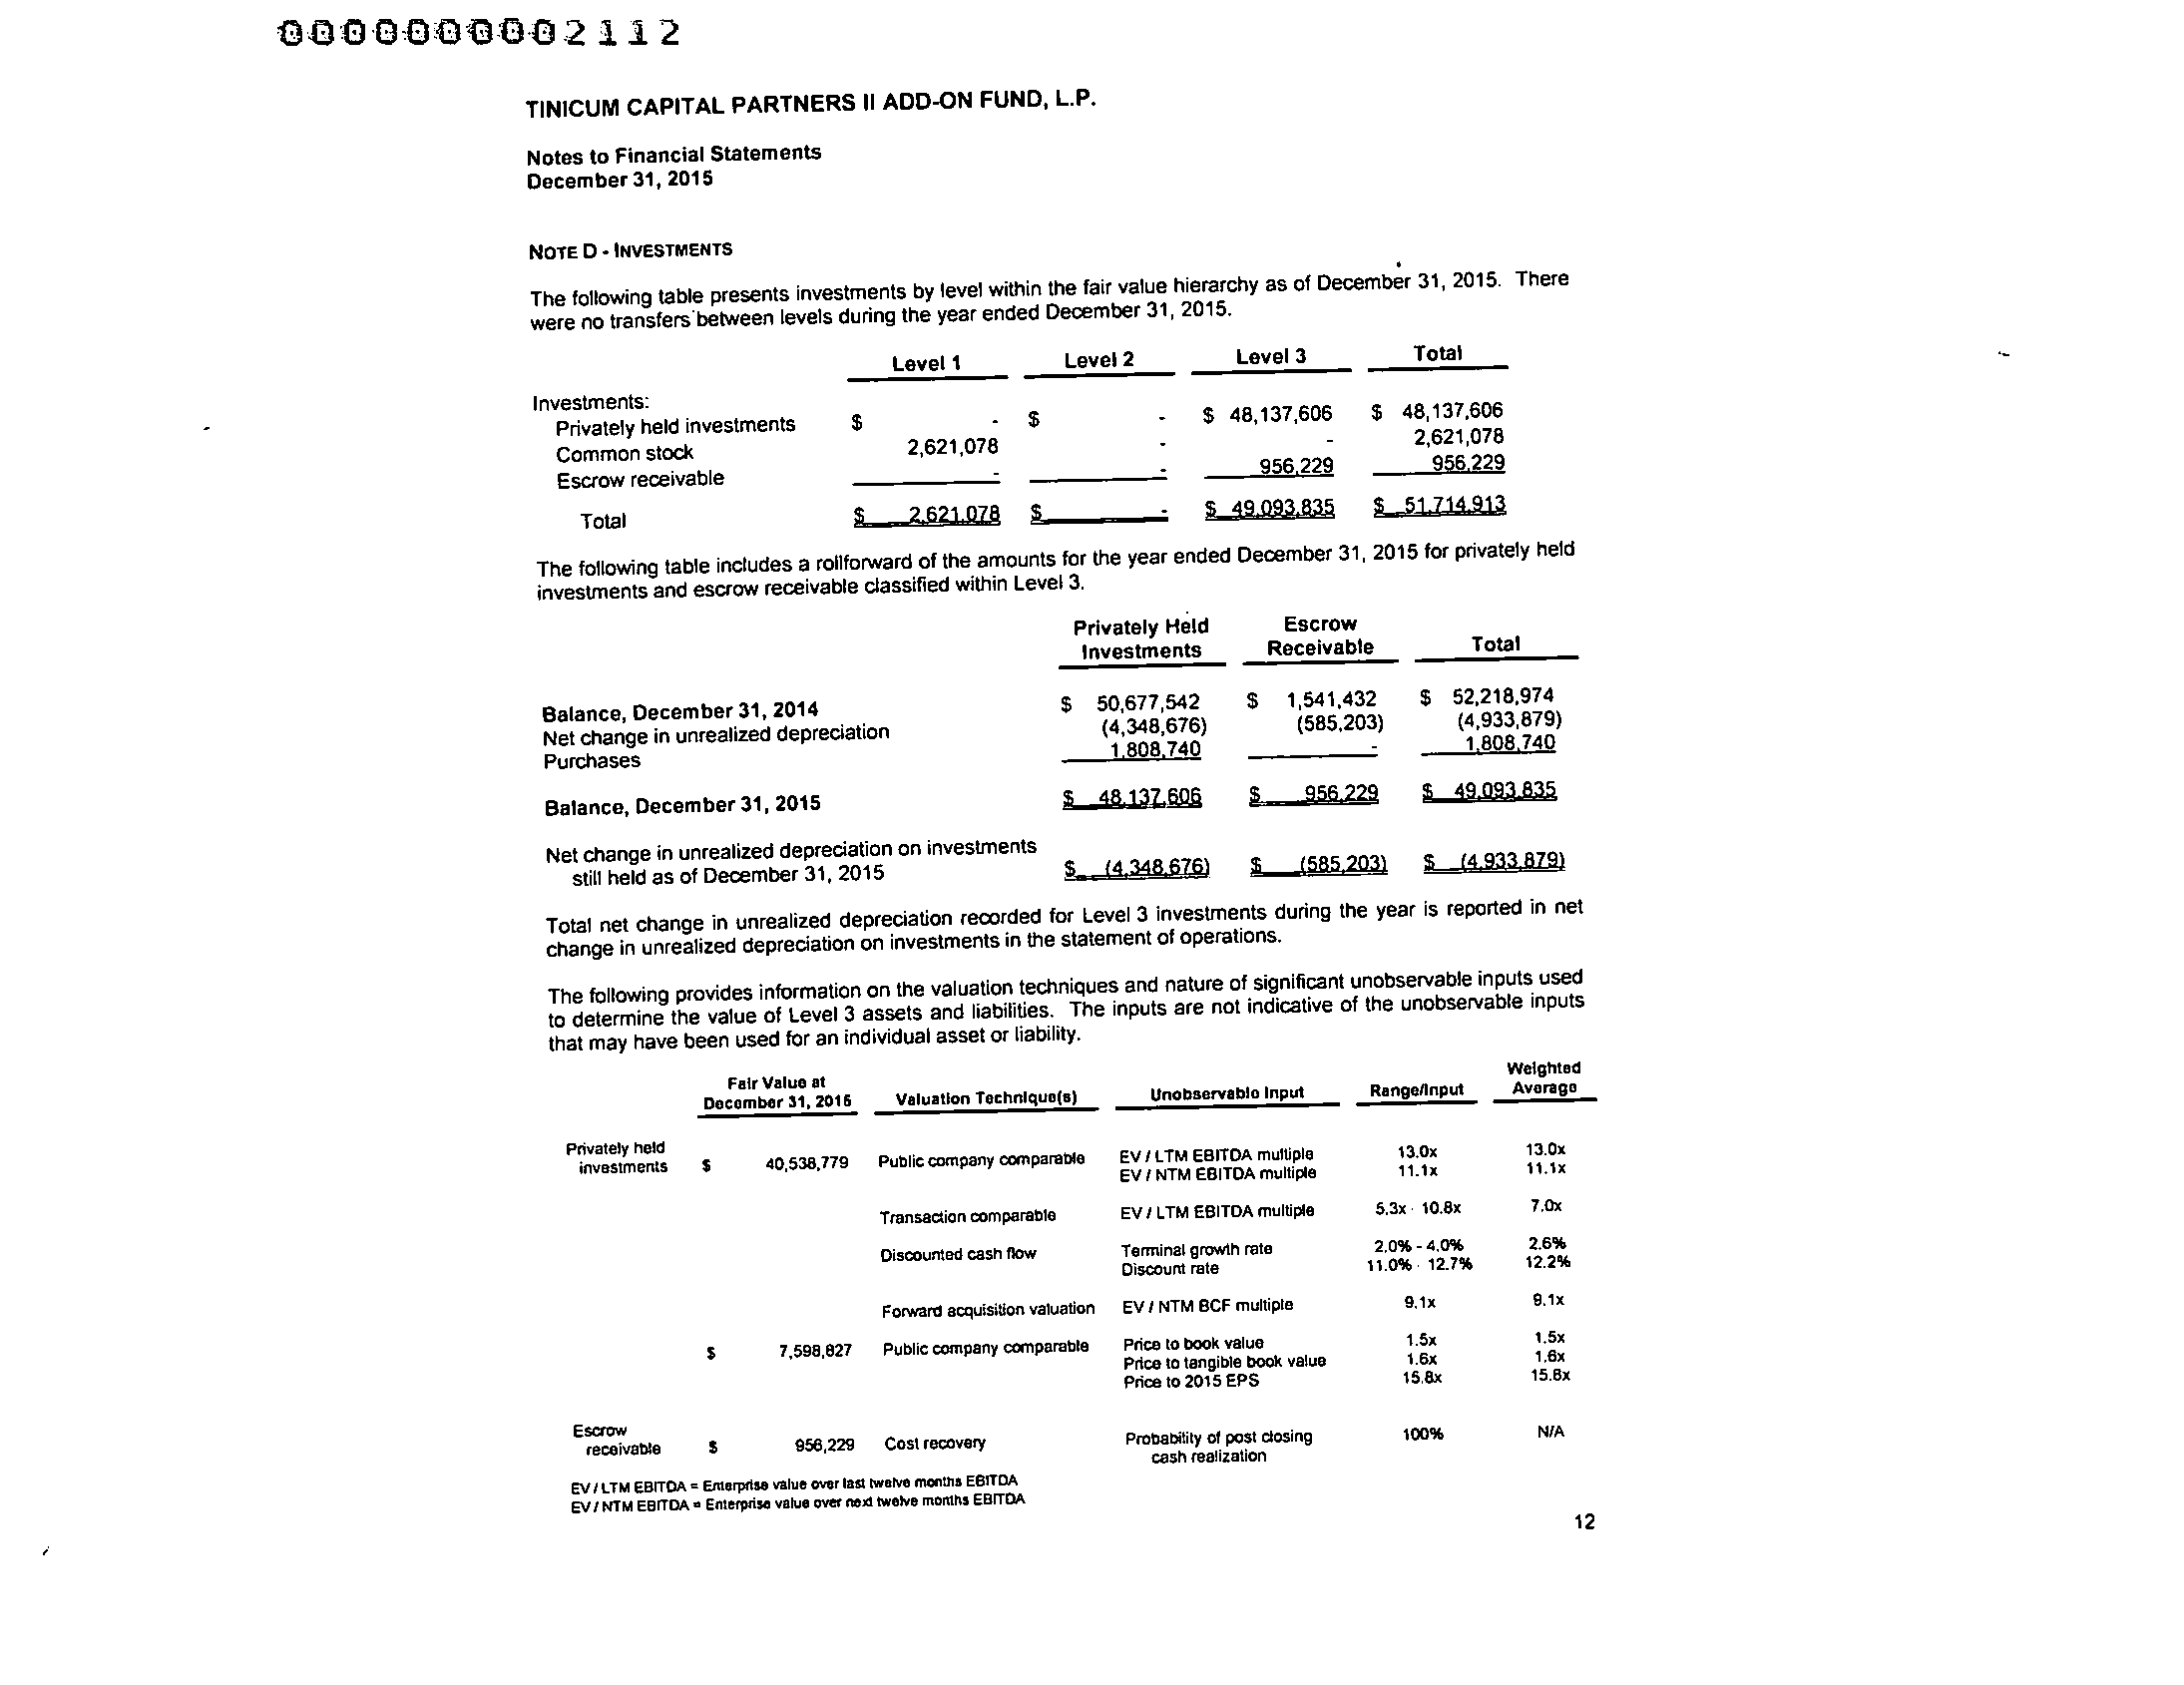 0000000002112
TINICUM CAPITAL PARTNERS II ADD-ON FUND, L.P.
Notes to Financial Statements
December 31, 2015
NOTE D - INVESTMENTS
The following table presents investments by level within the fair value hierarchy as of December 31, 2015. There
were no transfers between levels during the year ended December 31, 2015.
Level 1 Level 2 Level 3 Total
Investments:
Privately held investments $ - $ - $ 48,137,606 $ 48,137,606
Common stock 2,621,078 - - 2,621,078
Escrow receivable - - 956,229 956,229
Total $ 2,621,078 $ - $ 49,093,835 $ 51,714,913
The following table includes a rollforward of the amounts for the year ended December 31, 2015 for privately held
investments and escrow receivable classified within Level 3.
Privately Held Escrow
Investments Receivable Total
Balance, December 31, 2014 $ 50,677,542 $ 1,541,432 $ 52,218,974
Net change in unrealized depreciation (4,348,676) (585,203) (4,933,879)
Purchases 1,808,740 - 1,808,740
Balance, December 31, 2015 $ 48,137,606 $ 956,229 $ 49,093,835
Net change in unrealized depreciation on investments
still held as of December 31, 2015 $ (4,348,676) $ (585,203) $ (4,933,879)
Total net change in unrealized depreciation recorded for Level 3 investments during the year is reported in net
change in unrealized depreciation on investments in the statement of operations.
The following provides information on the valuation techniques and nature of significant unobservable inputs used
to determine the value of Level 3 assets and liabilities. The inputs are not indicative of the unobservable inputs
that may have been used for an individual asset or liability.
Fair Value at Weighted
December 31, 2015 Valuation Technique(s) Unobservable Input Range/Input Average
Privately held
investments $ 40,538,779 Public company comparable EV / LTM EBITDA multiple 13.0x 13.0x
EV / NTM EBITDA multiple 11.1x 11.1x
Transaction comparable EV / LTM EBITDA multiple 5.3x - 10.8x 7.0x
Discounted cash flow Terminal growth rate 2.0% - 4.0% 2.6%
Discount rate 11.0% - 12.7% 12.2%
Forward acquisition valuation EV / NTM BCF multiple 9.1x 9.1x
$ 7,598,827 Public company comparable Price to book value 1.5x 1.5x
Price to tangible book value 1.6x 1.6x
Price to 2015 EPS 15.8x 15.8x
Escrow
receivable $ 956,229 Cost recovery Probability of post closing 100% N/A
cash realization
EV / LTM EBITDA = Enterprise value over last twelve months EBITDA
EV / NTM EBITDA = Enterprise value over next twelve months EBITDA
12